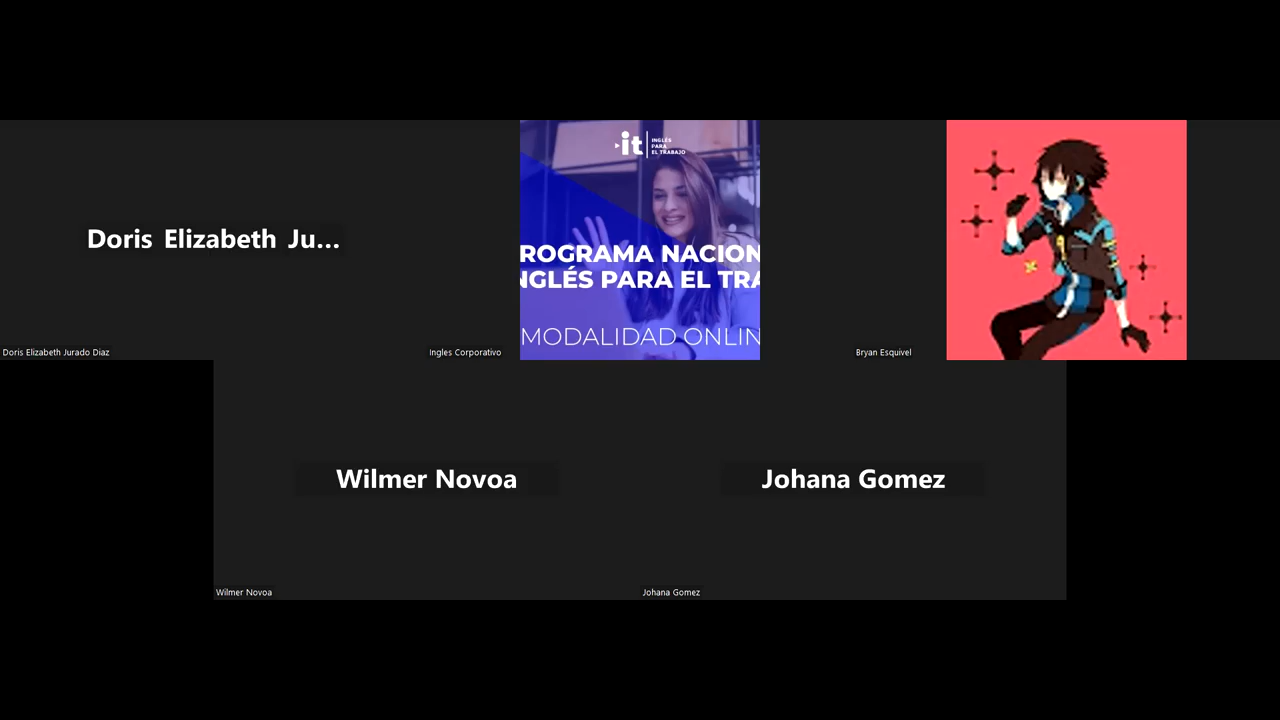 Doris Elizabeth Ju...
Doris Elizabeth Jurado Diaz
Ingles Corporativo
it
INGLÉS
PARA
EL TRABAJO
ROGRAMA NACION
NGLÉS PARA EL TRA
MODALIDAD ONLIN
Bryan Esquivel
Wilmer Novoa
Wilmer Novoa
Johana Gomez
Johana Gomez